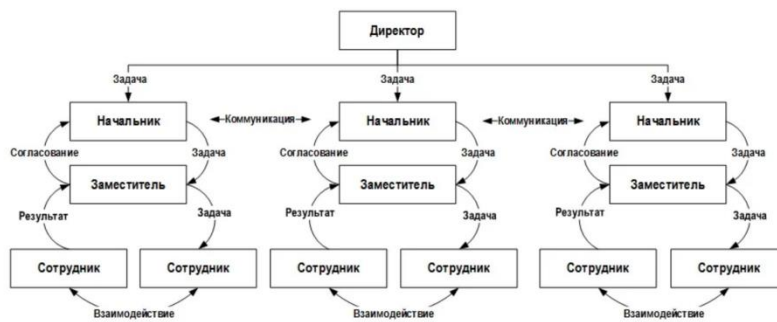 Директор
Задача Задача Задача
Начальник Коммуникация Начальник Коммуникация Начальник
Согласование Задача Согласование Задача Согласование Задача
Заместитель Заместитель Заместитель
Результат Задача Результат Задача Результат Задача
Сотрудник Сотрудник Сотрудник Сотрудник Сотрудник Сотрудник
Взаимодействие Взаимодействие Взаимодействие